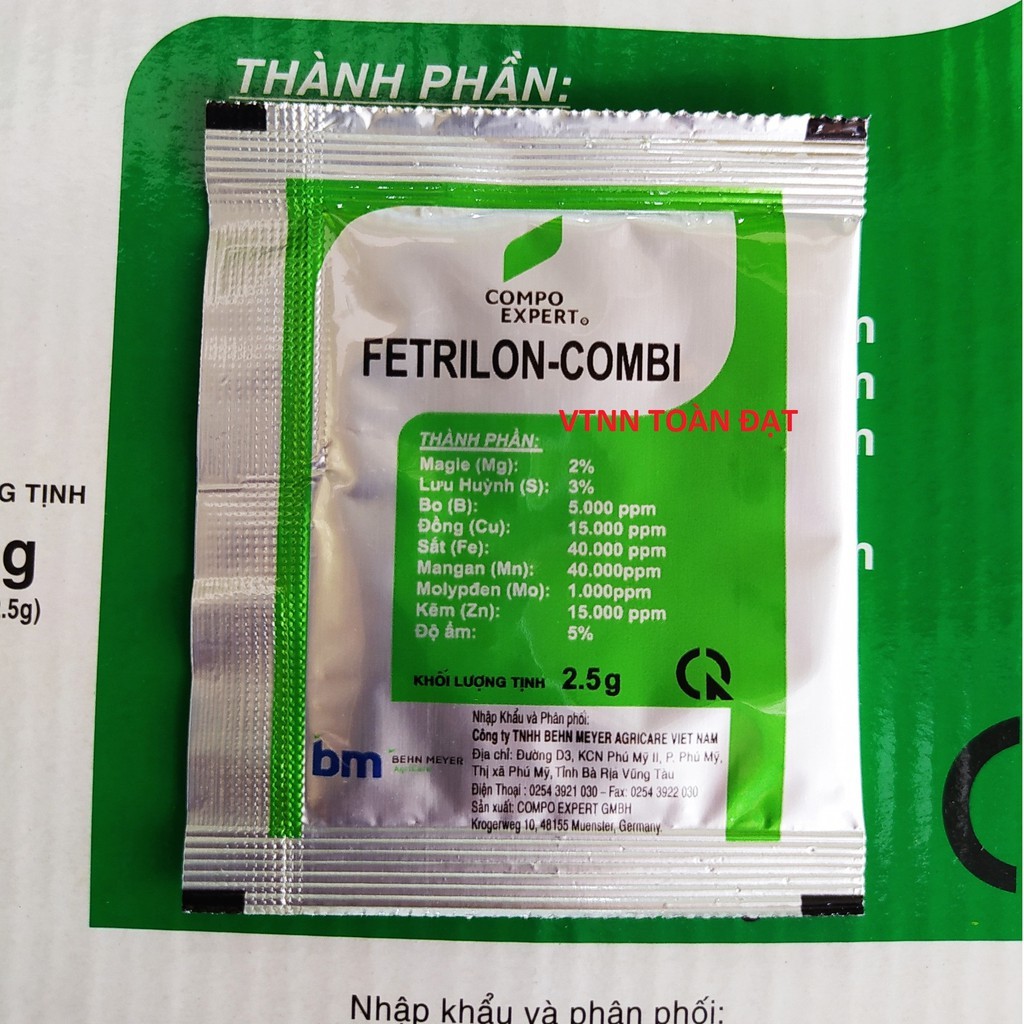 THÀNH PHẦN:
COMPO
EXPERT®
FETRILON-COMBI
VTNN TOÀN ĐẠT
THÀNH PHẦN:
Magie (Mg): 2%
Lưu Huỳnh (S): 3%
Bo (B): 5.000 ppm
Đồng (Cu): 15.000 ppm
Sắt (Fe): 40.000 ppm
Mangan (Mn): 40.000ppm
Molypđen (Mo): 1.000ppm
Kẽm (Zn): 15.000 ppm
Độ ẩm: 5%
KHỐI LƯỢNG TỊNH 2.5g
bm BEHN MEYER
AgriCare
Nhập Khẩu và Phân phối:
Công ty TNHH BEHN MEYER AGRICARE VIET NAM
Địa chỉ: Đường D3, KCN Phú Mỹ II, P. Phú Mỹ,
Thị xã Phú Mỹ, Tỉnh Bà Rịa Vũng Tàu
Điện Thoại : 0254 3921 030 – Fax: 0254 3922 030
Sản xuất: COMPO EXPERT GMBH
Krogerweg 10, 48155 Muenster, Germany.
G TỊNH
g
.5g)
Nhập khẩu và phân phối: